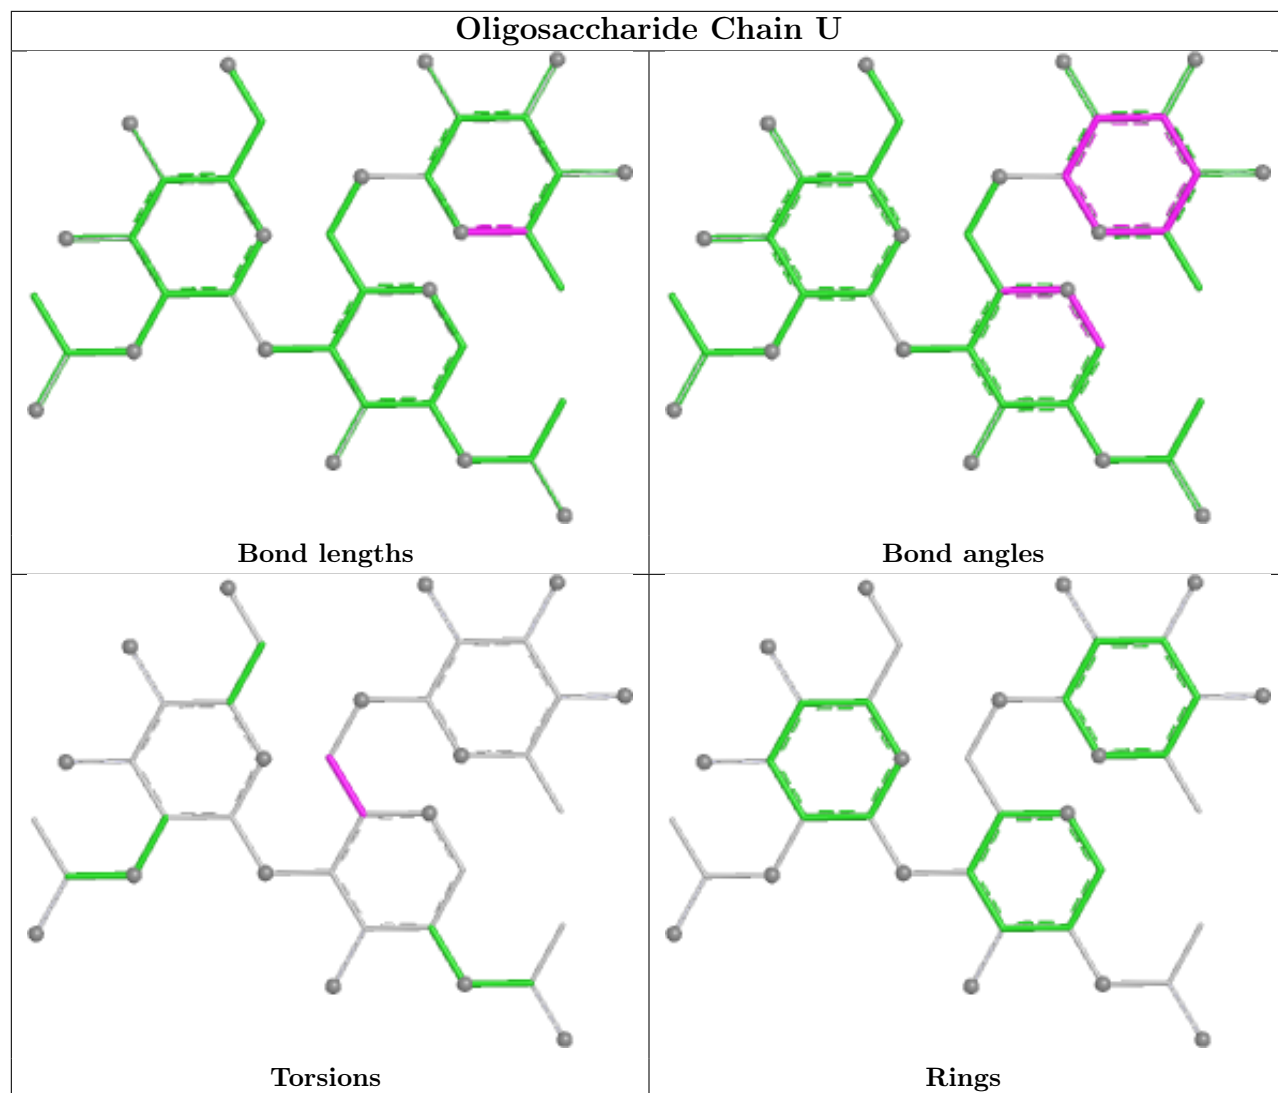 Oligosaccharide Chain U
Bond lengths
Bond angles
Torsions
Rings